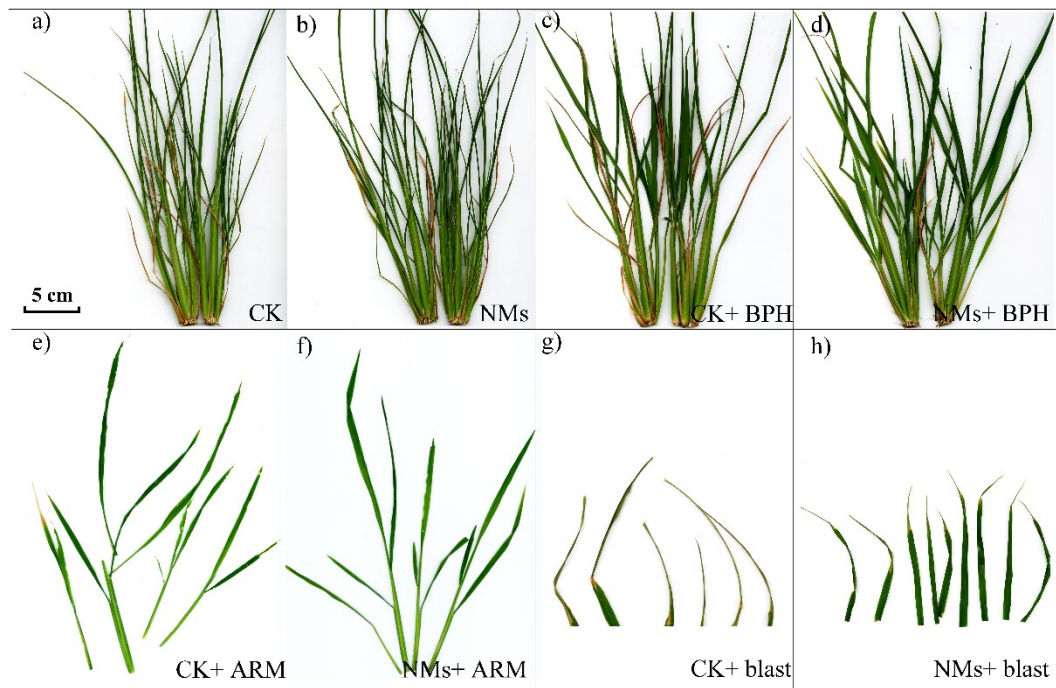 a)
b)
c)
d)
5 cm
CK
NMs
CK+ BPH
NMs+ BPH
e)
f)
g)
h)
CK+ ARM
NMs+ ARM
CK+ blast
NMs+ blast